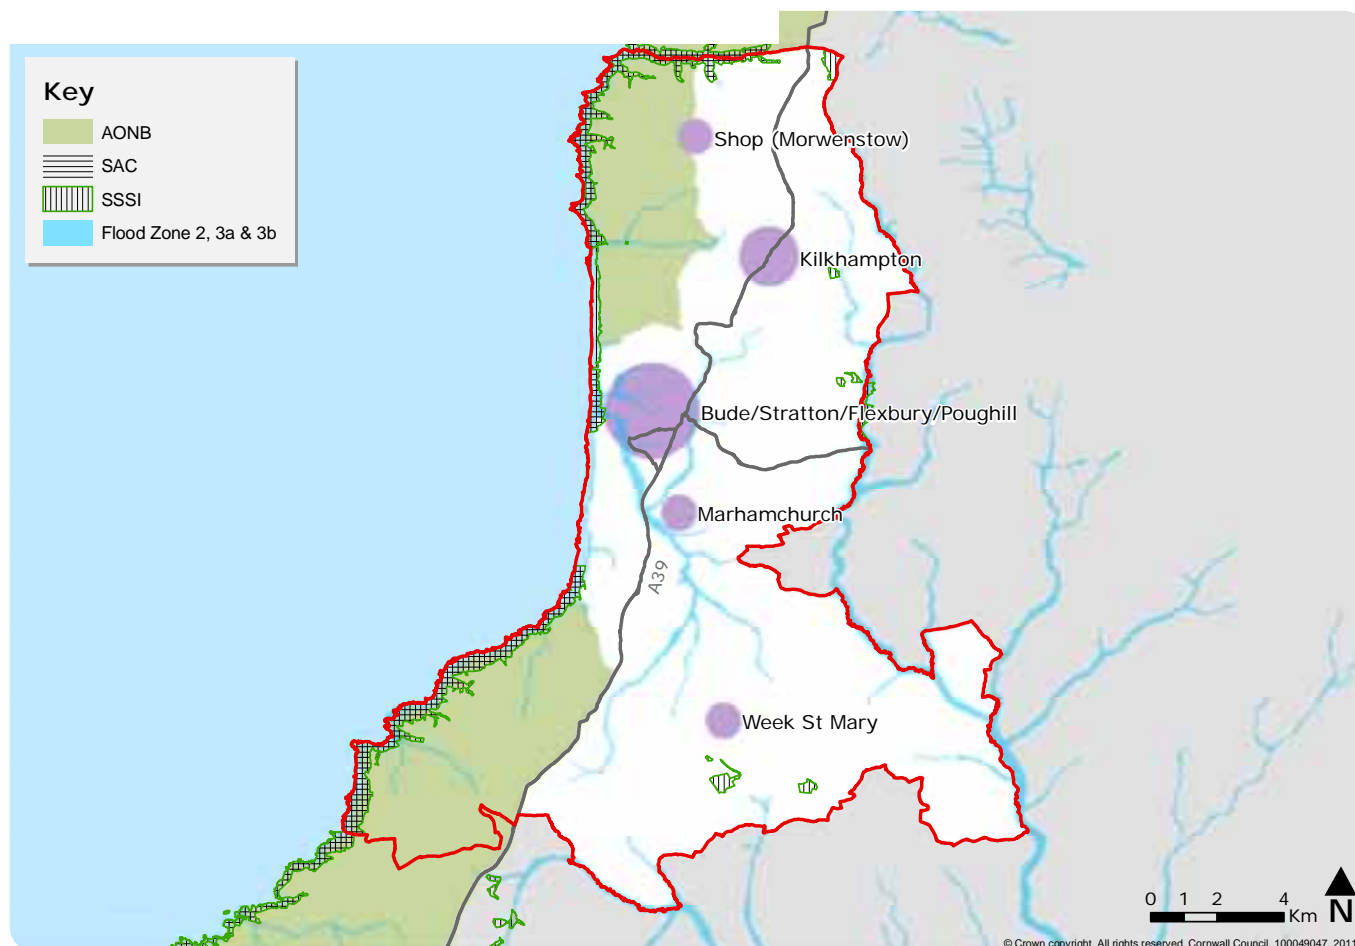 Key
AONB
SAC
SSSI
Flood Zone 2, 3a & 3b
Shop (Morwenstow)
Kilkhampton
Bude/Stratton/Flexbury/Poughill
Marhamchurch
A39
Week St Mary
0 1 2 4 Km
N
© Crown copyright. All rights reserved. Cornwall Council, 100049047, 2011